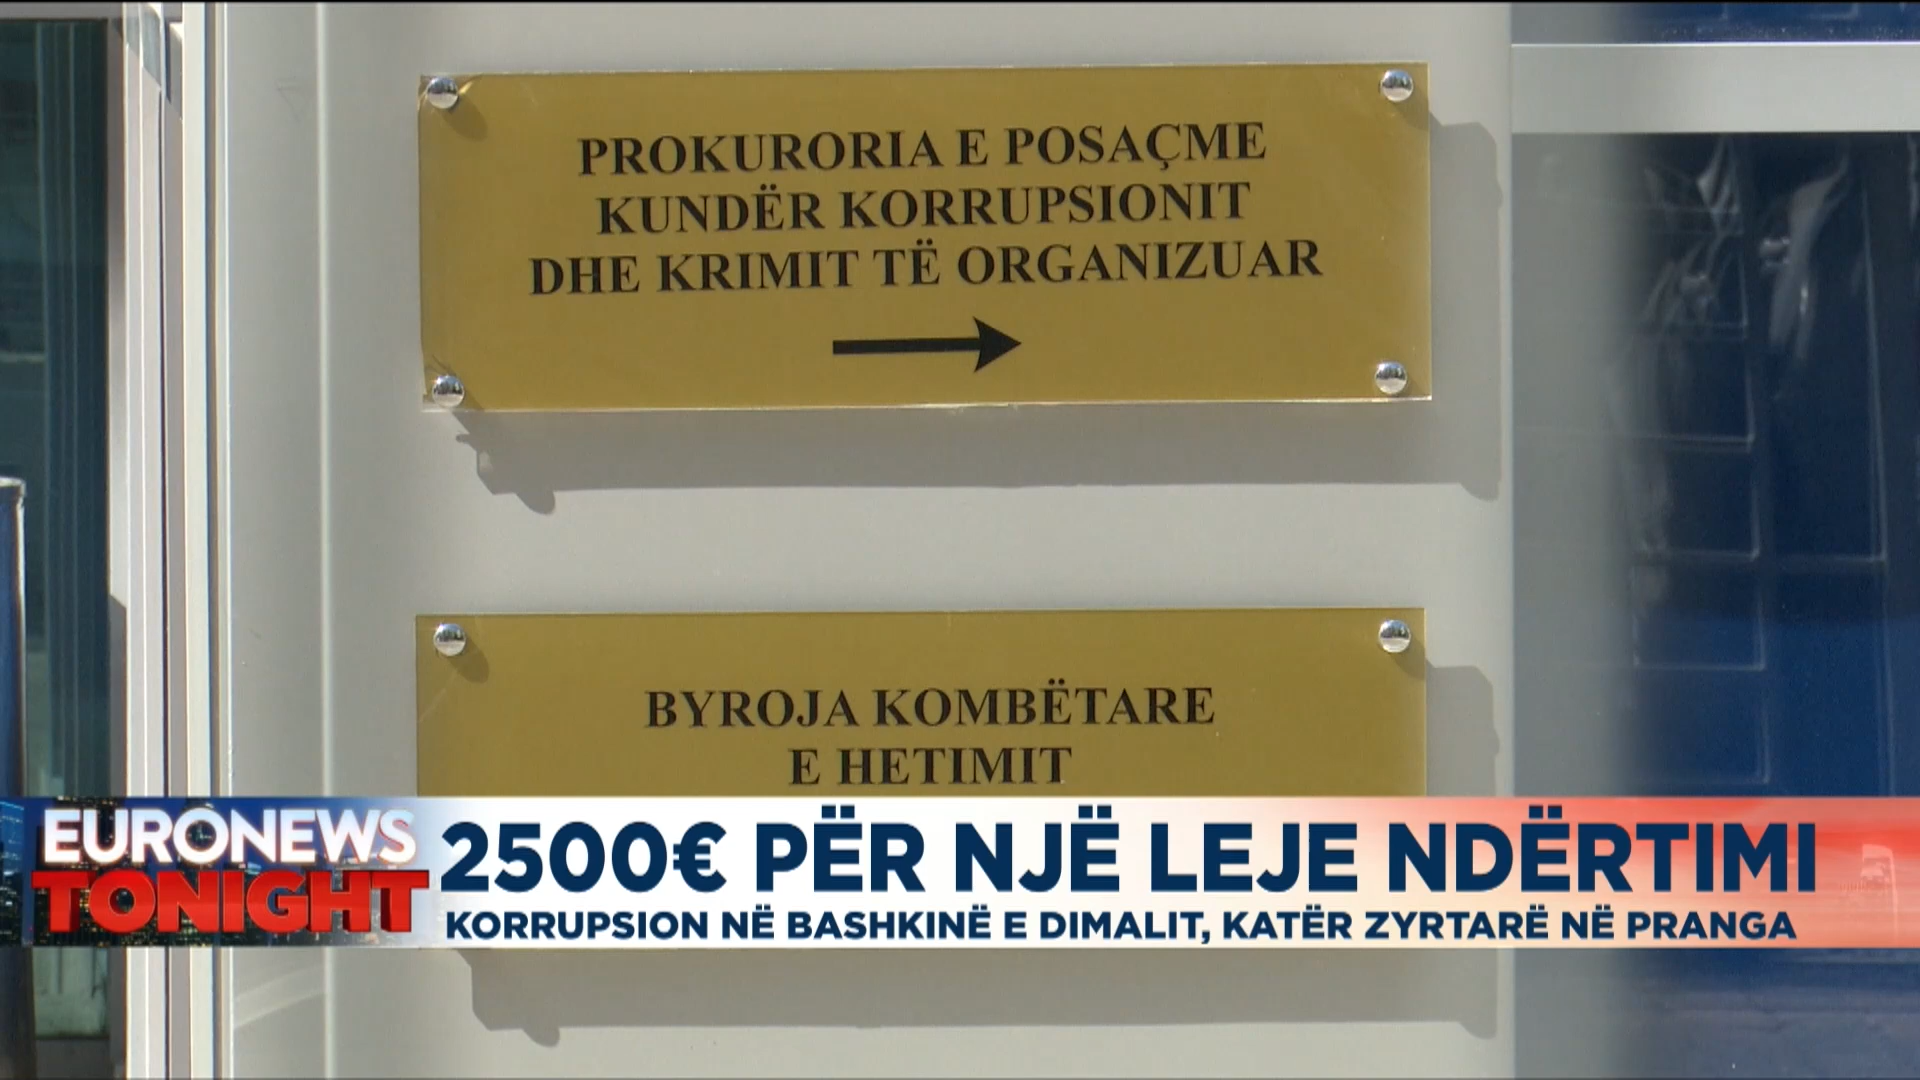 PROKURORIA E POSAÇME
KUNDËR KORRUPSIONIT
DHE KRIMIT TË ORGANIZUAR
BYROJA KOMBËTARE
E HETIMIT
EURONEWS
TONIGHT
2500€ PËR NJË LEJE NDËRTIMI
KORRUPSION NË BASHKINË E DIMALIT, KATËR ZYRTARË NË PRANGA